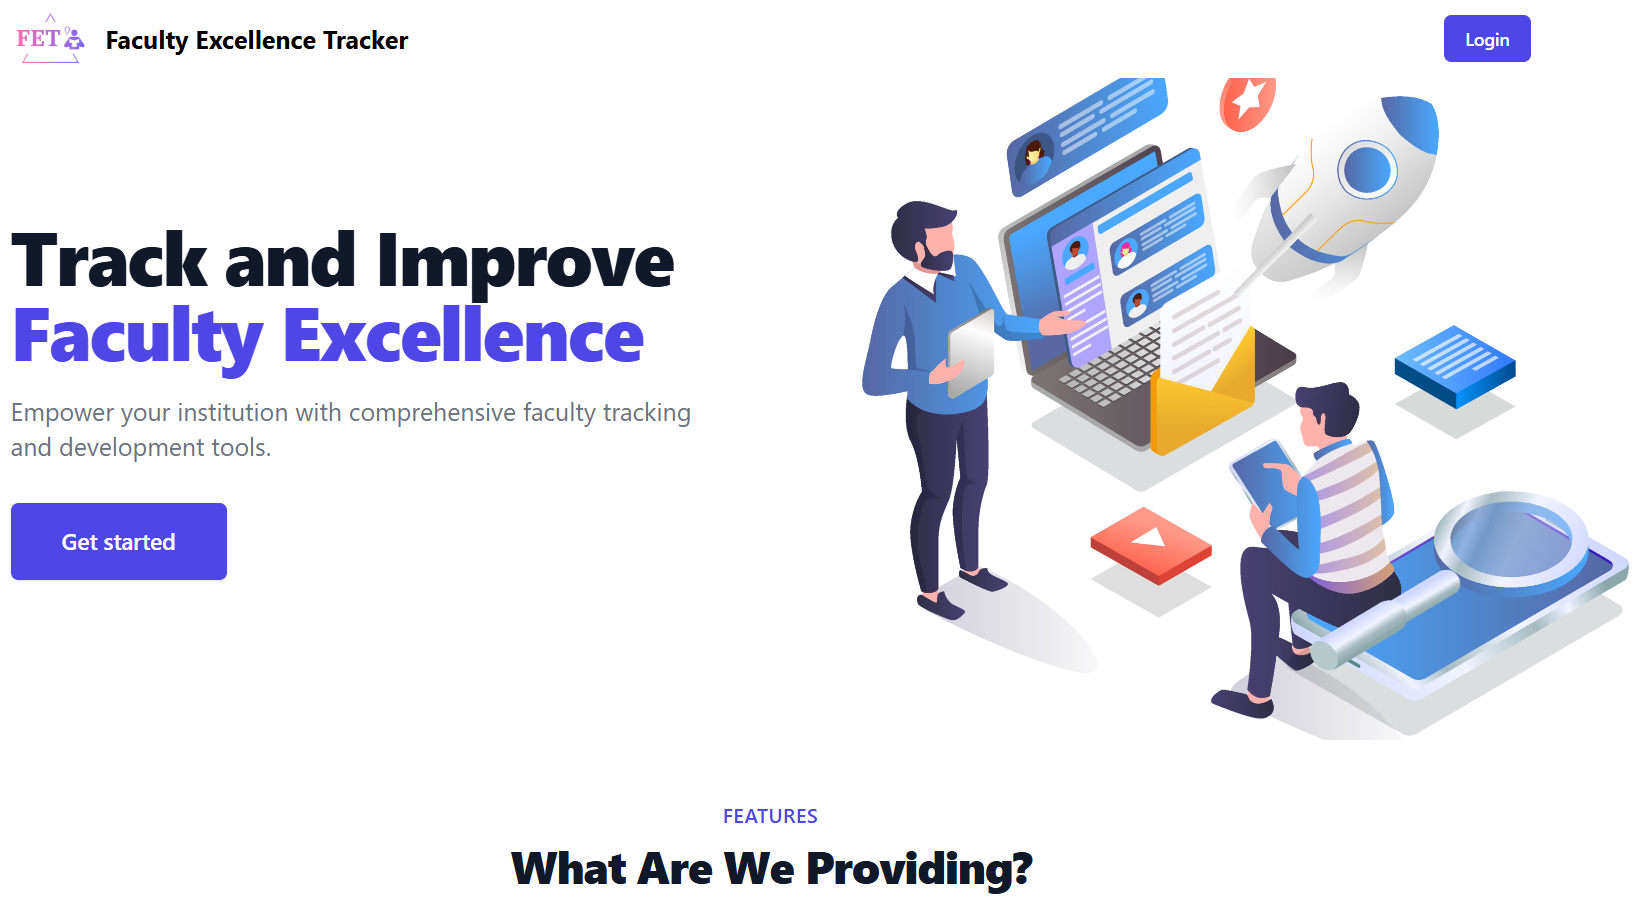 FET
Faculty Excellence Tracker
Login
Track and Improve
Faculty Excellence
Empower your institution with comprehensive faculty tracking
and development tools.
Get started
FEATURES
What Are We Providing?